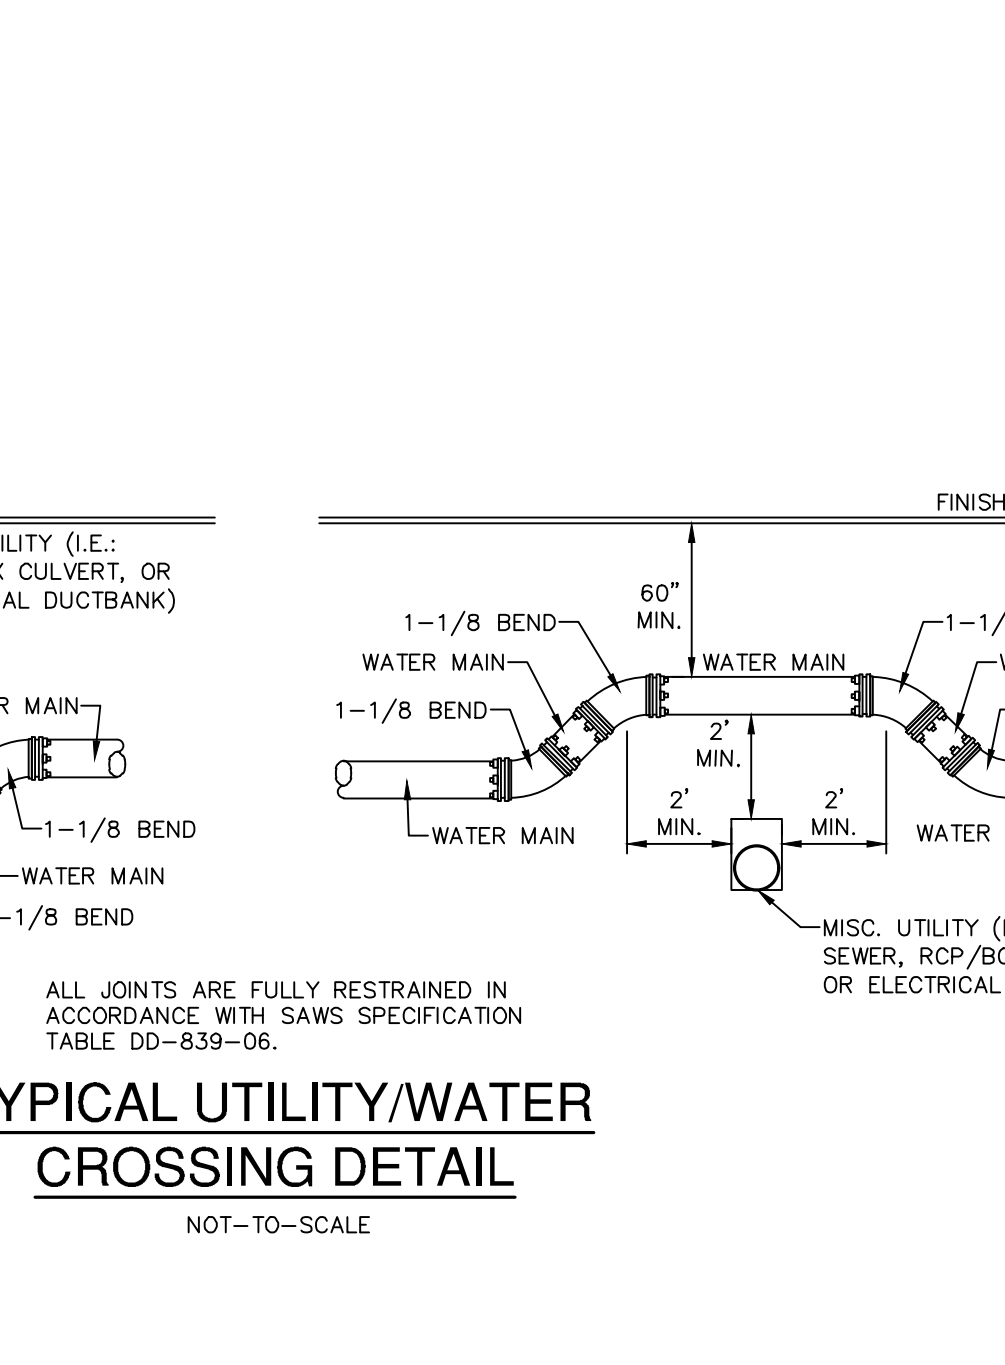 FINISH
ILITY (I.E.:
X CULVERT, OR
AL DUCTBANK)
R MAIN
1-1/8 BEND
WATER MAIN
-1/8 BEND
60"
MIN.
1-1/8 BEND
WATER MAIN
1-1/8 BEND
WATER MAIN
WATER MAIN
2'
MIN.
2'
MIN.
2'
MIN.
1-1/
WATER
MISC. UTILITY (
SEWER, RCP/BO
OR ELECTRICAL
ALL JOINTS ARE FULLY RESTRAINED IN
ACCORDANCE WITH SAWS SPECIFICATION
TABLE DD-839-06.
YPICAL UTILITY/WATER
CROSSING DETAIL
NOT-TO-SCALE